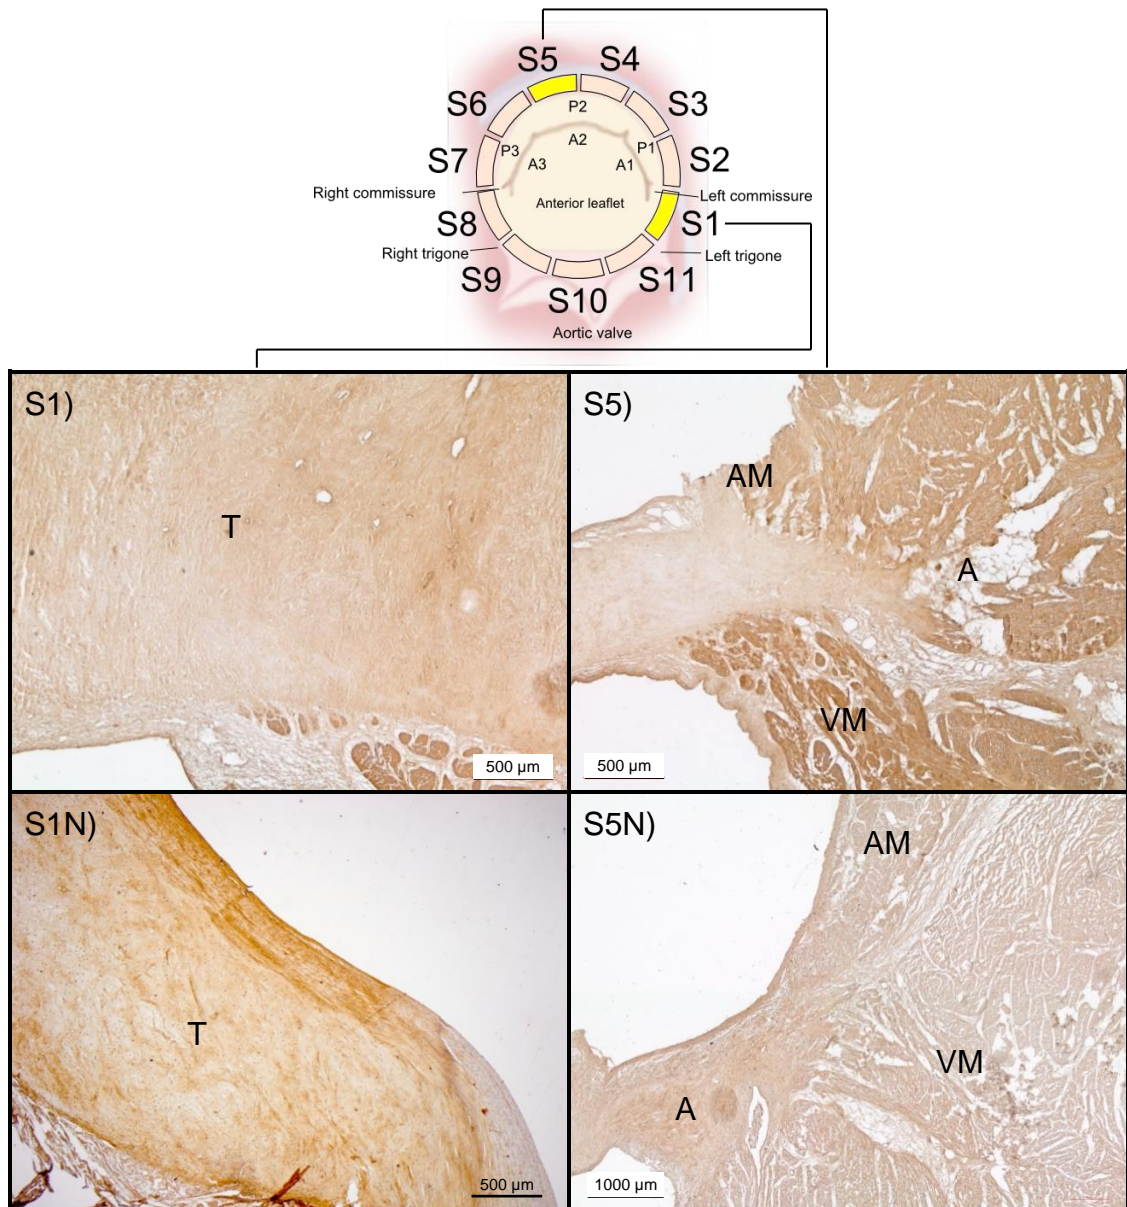 S5 S4
S6 P2 S3
A2
S7 P3 A3 A1 P1 S2
Right commissure Left commissure
Anterior leaflet
S8 S1
Right trigone Left trigone
S9 S11
S10
Aortic valve
S1)
T
500 µm
S5)
AM
A
VM
500 µm
S1N)
T
500 µm
S5N)
AM
VM
A
1000 µm